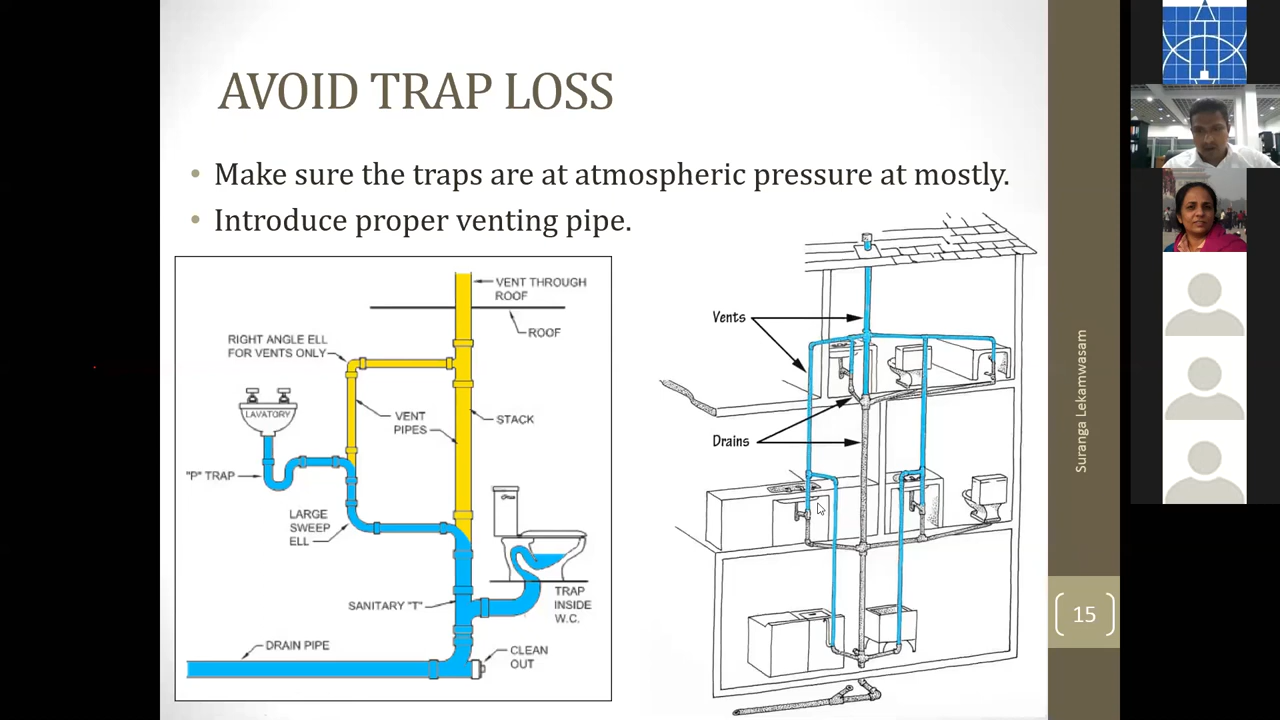 AVOID TRAP LOSS
• Make sure the traps are at atmospheric pressure at mostly.
• Introduce proper venting pipe.
VENT THROUGH
ROOF
ROOF
RIGHT ANGLE ELL
FOR VENTS ONLY
LAVATORY
VENT
PIPES
STACK
"P" TRAP
LARGE
SWEEP
ELL
SANITARY "T"
TRAP
INSIDE
W.C.
DRAIN PIPE
CLEAN
OUT
Vents
Drains
Suranga Lekamwasam
15